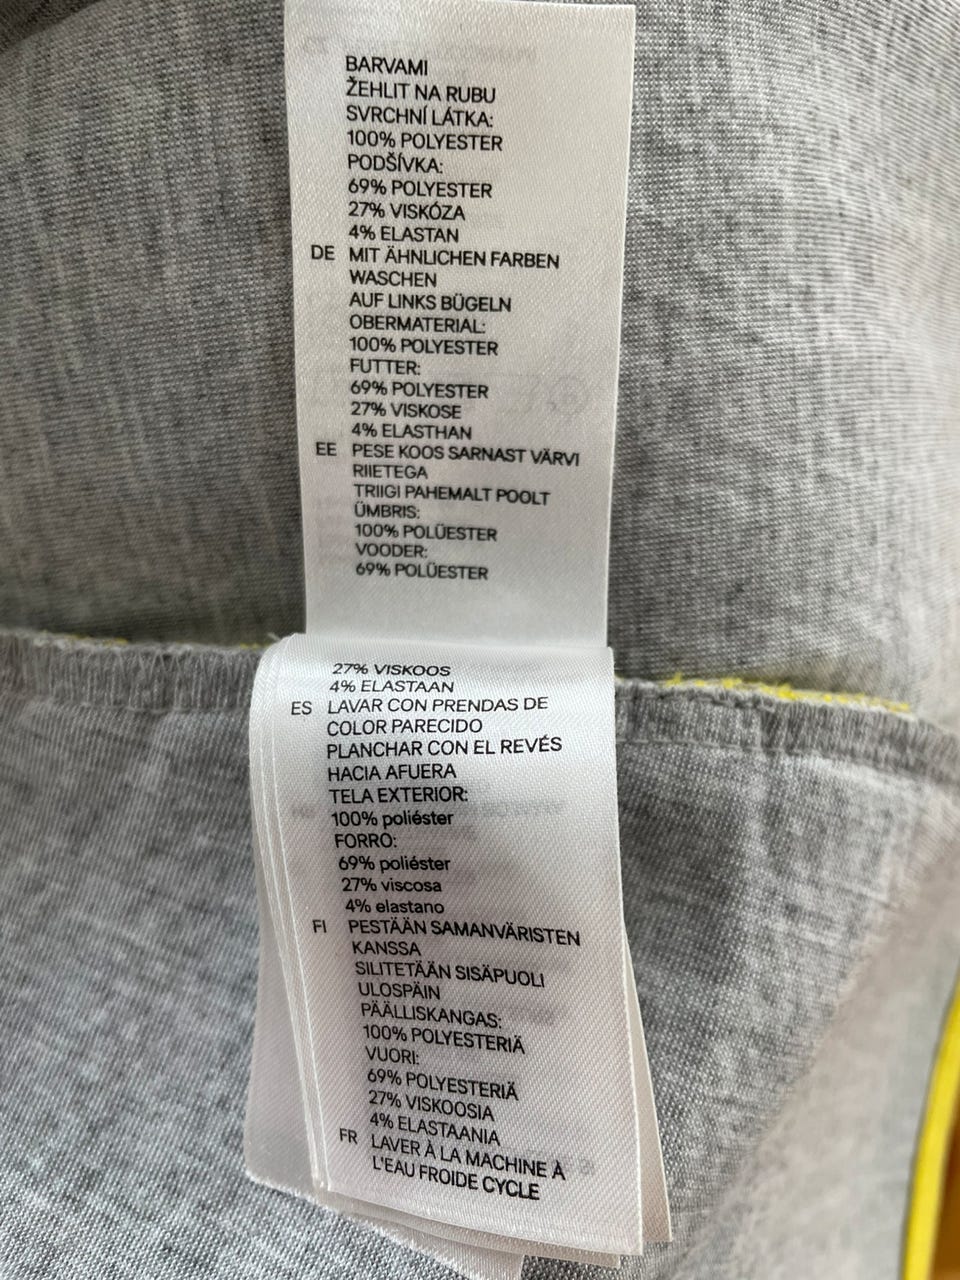 BARVAMI
ŽEHLIT NA RUBU
SVRCHNÍ LÁTKA:
100% POLYESTER
PODŠÍVKA:
69% POLYESTER
27% VISKÓZA
4% ELASTAN
DE MIT ÄHNLICHEN FARBEN
WASCHEN
AUF LINKS BÜGELN
OBERMATERIAL:
100% POLYESTER
FUTTER:
69% POLYESTER
27% VISKOSE
4% ELASTHAN
EE PESE KOOS SARNAST VÄRVI
RIIETEGA
TRIIGI PAHEMALT POOLT
ÜMBRIS:
100% POLÜESTER
VOODER:
69% POLÜESTER
27% VISKOOS
4% ELASTAAN
ES LAVAR CON PRENDAS DE
COLOR PARECIDO
PLANCHAR CON EL REVÉS
HACIA AFUERA
TELA EXTERIOR:
100% poliéster
FORRO:
69% poliéster
27% viscosa
4% elastano
FI PESTÄÄN SAMANVÄRISTEN
KANSSA
SILITETÄÄN SISÄPUOLI
ULOSPÄIN
PÄÄLLISKANGAS:
100% POLYESTERIÄ
VUORI:
69% POLYESTERIÄ
27% VISKOOSIA
4% ELASTAANIA
FR LAVER À LA MACHINE À
L'EAU FROIDE CYCLE